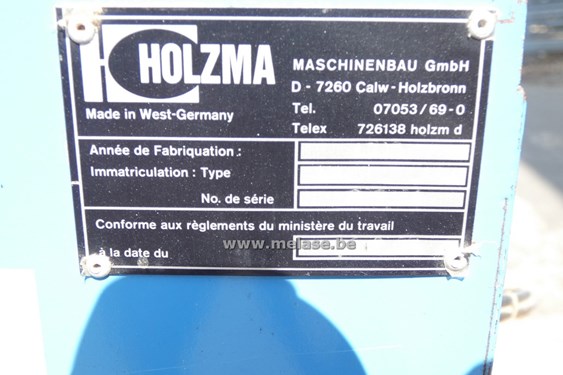 HOLZMA
MASCHINENBAU GmbH
D - 7260 Calw - Holzbronn
Made in West-Germany
Tel. 07053/69-0
Telex 726138 holzm d
Année de Fabriquation :
Immatriculation : Type
No. de série
Conforme aux règlements du ministère du travail
www.melase.be
à la date du